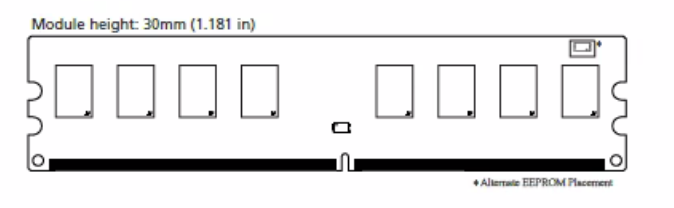 Module height: 30mm (1.181 in)
♦
♦ Alternate EEPROM Placement